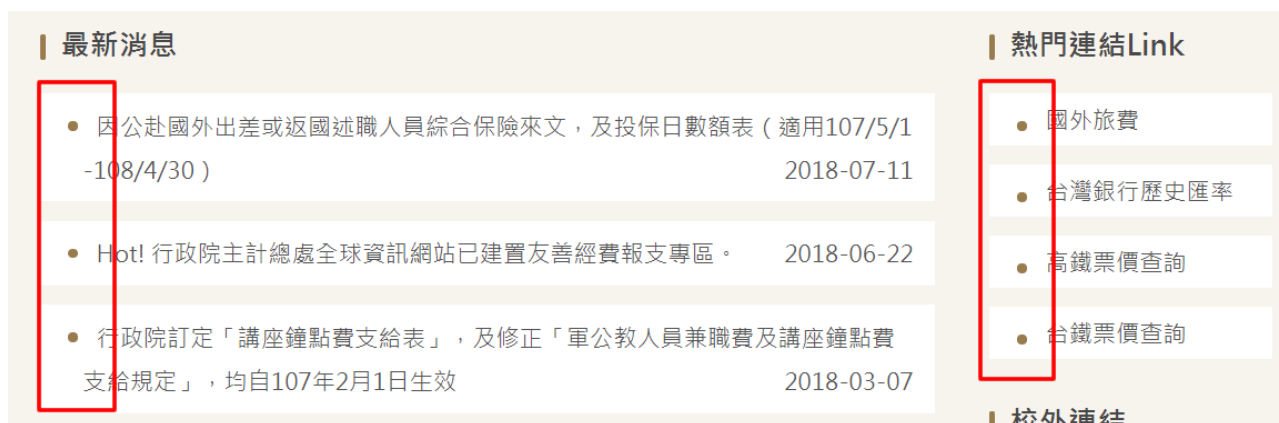 最新消息
因公赴國外出差或返國述職人員綜合保險來文，及投保日數額表（適用107/5/1
-108/4/30）
2018-07-11
Hot! 行政院主計總處全球資訊網站已建置友善經費報支專區。
2018-06-22
行政院訂定「講座鐘點費支給表」，及修正「軍公教人員兼職費及講座鐘點費
支給規定」，均自107年2月1日生效
2018-03-07
熱門連結Link
國外旅費
台灣銀行歷史匯率
高鐵票價查詢
台鐵票價查詢
校外連結